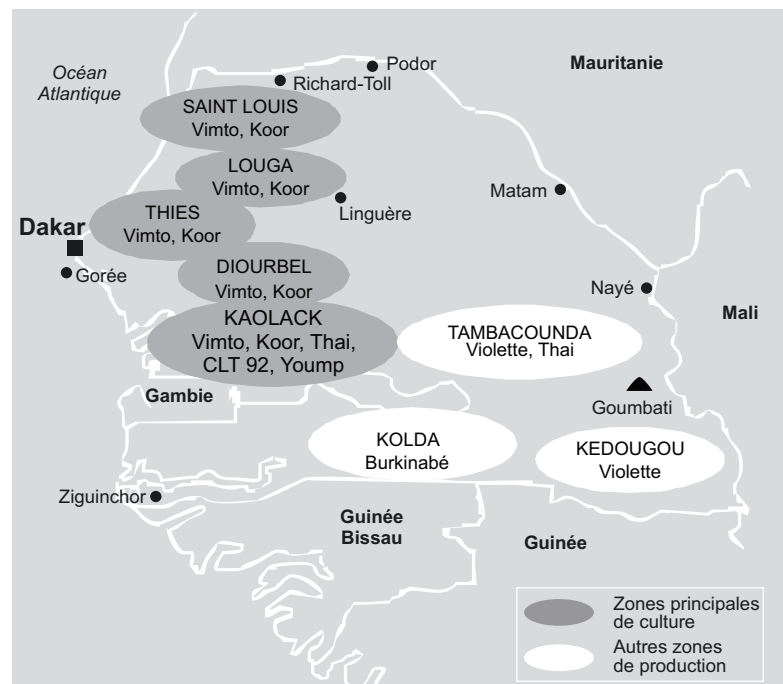 Océan
Atlantique
Podor
Mauritanie
Richard-Toll
SAINT LOUIS
Vimto, Koor
LOUGA
Vimto, Koor
Matam
Linguère
THIES
Vimto, Koor
Dakar
Gorée
DIOURBEL
Vimto, Koor
Nayé
Mali
KAOLACK
Vimto, Koor, Thai,
CLT 92, Yoump
TAMBACOUNDA
Violette, Thai
Gambie
Goumbati
KOLDA
Burkinabé
KEDOUGOU
Violette
Ziguinchor
Guinée
Bissau
Guinée
Zones principales
de culture
Autres zones
de production